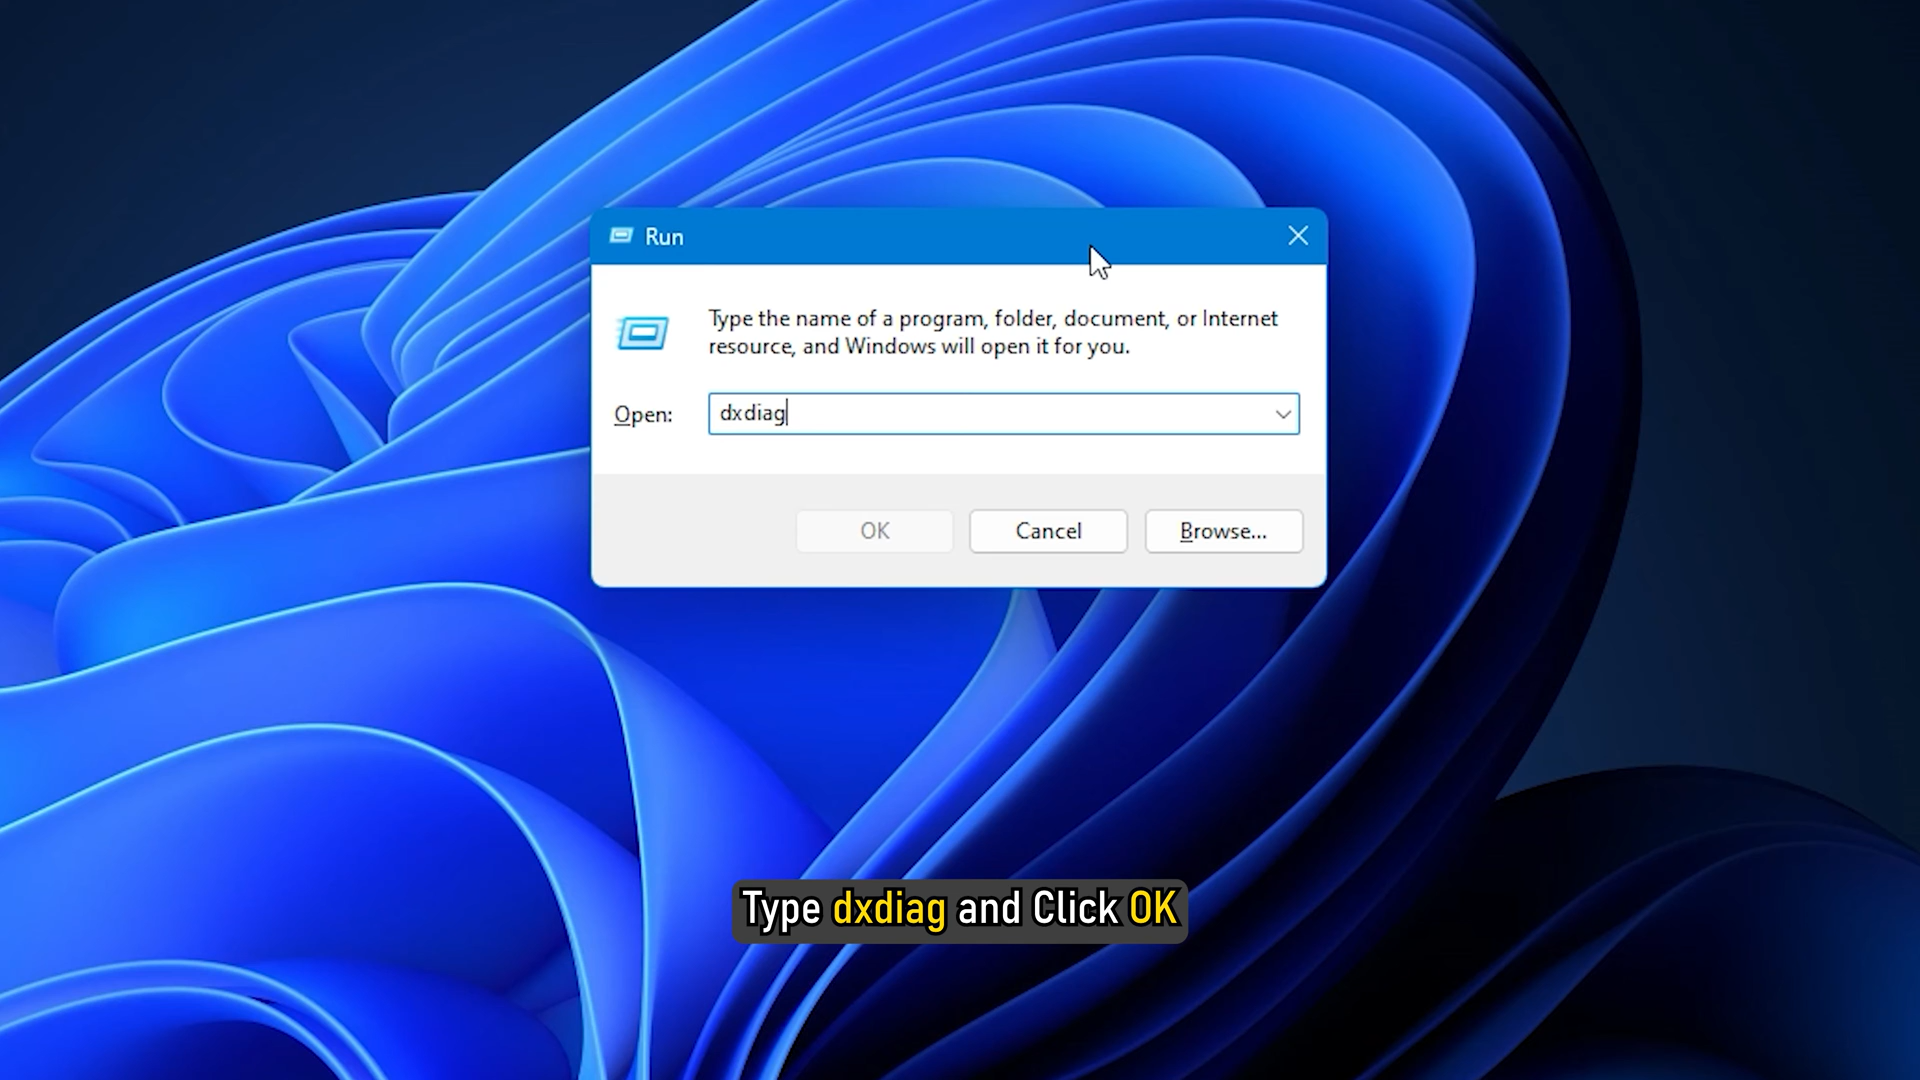 Run
Type the name of a program, folder, document, or Internet
resource, and Windows will open it for you.
Open: dxdiag
OK Cancel Browse...
Type dxdiag and Click OK